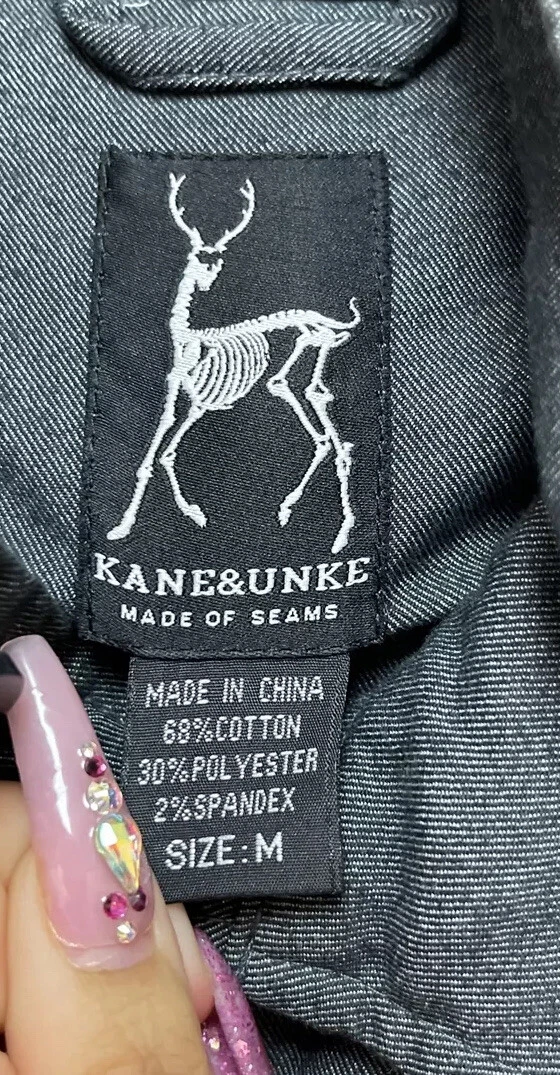 KANE&UNKE
MADE OF SEAMS
MADE IN CHINA
68%COTTON
30%POLYESTER
2%SPANDEX
SIZE:M